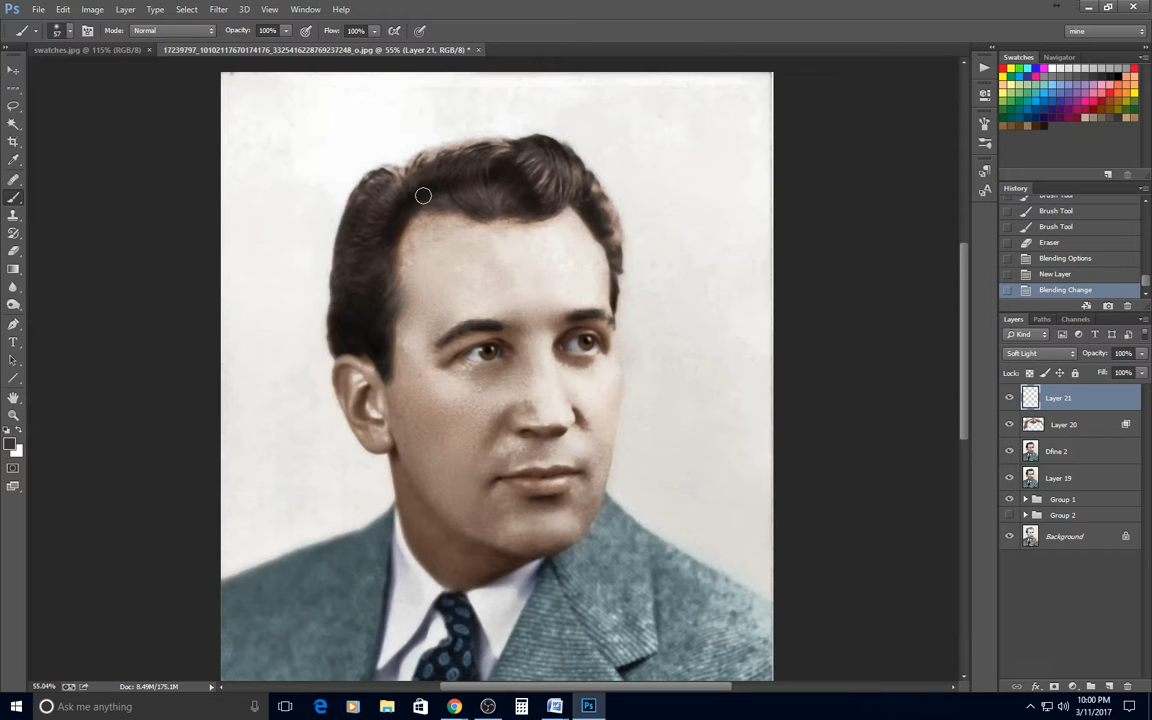 Ps File Edit Image Layer Type Select Filter 3D View Window Help
57 Mode: Normal Opacity: 100% Flow: 100% mine
swatches.jpg @ 115% (RGB/8) × 17239797_10102117670174176_3325416228769237248_o.jpg @ 55% (Layer 21, RGB/8) * ×
Swatches Navigator
History
Brush Tool
Brush Tool
Brush Tool
Eraser
Blending Options
New Layer
Blending Change
Layers Paths Channels
Kind
Soft Light Opacity: 100%
Lock: Fill: 100%
Layer 21
Layer 20
Dfine 2
Layer 19
Group 1
Group 2
Background
55.04% Doc: 8.49M/175.1M
Ask me anything
10:00 PM
3/11/2017